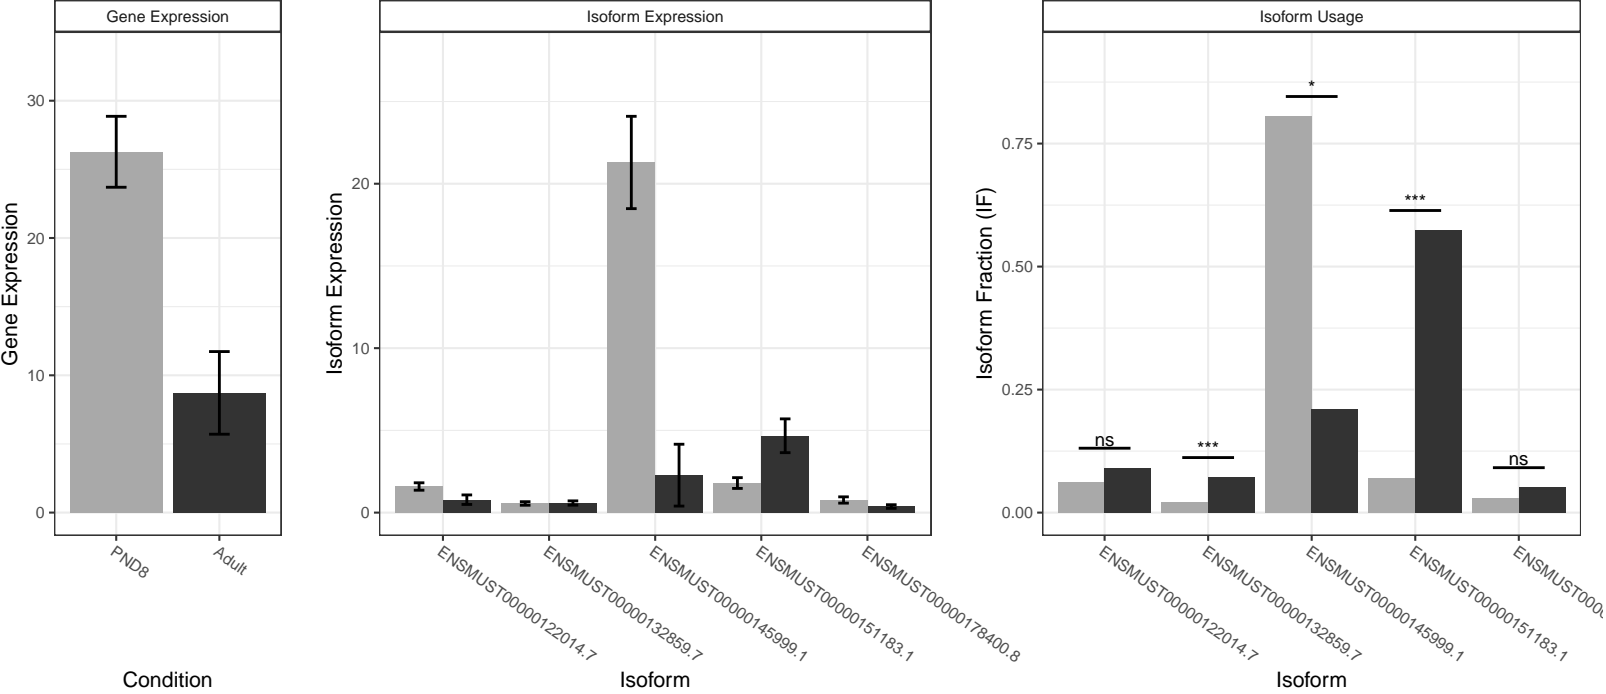 Gene Expression
Isoform Expression
Isoform Usage
Gene Expression
30
20
10
0
PND8
Adult
Condition
Isoform Expression
20
10
0
ENSMUST00000122014.7
ENSMUST00000132859.7
ENSMUST00000145999.1
ENSMUST00000151183.1
ENSMUST00000178400.8
Isoform
Isoform Fraction (IF)
0.75
0.50
0.25
0.00
ns
***
*
***
ns
ENSMUST00000122014.7
ENSMUST00000132859.7
ENSMUST00000145999.1
ENSMUST00000151183.1
Isoform